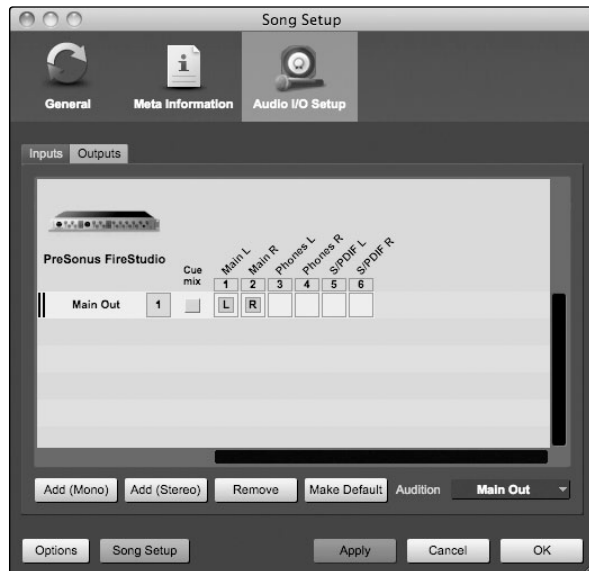 Song Setup
General Meta Information Audio I/O Setup
Inputs Outputs
PreSonus FireStudio
Cue mix Main L Main R Phones L Phones R S/PDIF L S/PDIF R
1 2 3 4 5 6
Main Out 1 L R
Add (Mono) Add (Stereo) Remove Make Default Audition Main Out
Options Song Setup Apply Cancel OK